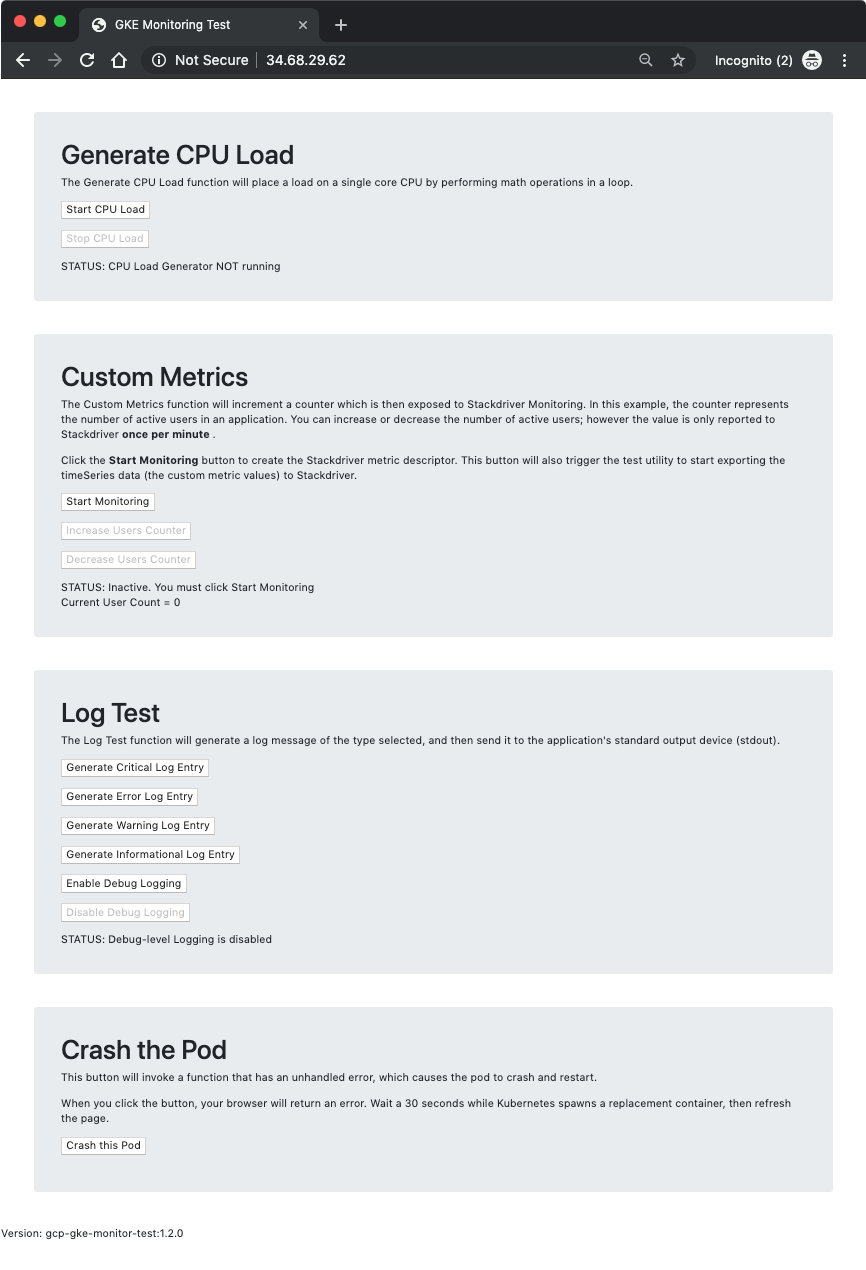 GKE Monitoring Test
Not Secure
34.68.29.62
Incognito (2)
Generate CPU Load
The Generate CPU Load function will place a load on a single core CPU by performing math operations in a loop.
Start CPU Load
Stop CPU Load
STATUS: CPU Load Generator NOT running
Custom Metrics
The Custom Metrics function will increment a counter which is then exposed to Stackdriver Monitoring. In this example, the counter represents
the number of active users in an application. You can increase or decrease the number of active users; however the value is only reported to
Stackdriver once per minute .
Click the Start Monitoring button to create the Stackdriver metric descriptor. This button will also trigger the test utility to start exporting the
timeSeries data (the custom metric values) to Stackdriver.
Start Monitoring
Increase Users Counter
Decrease Users Counter
STATUS: Inactive. You must click Start Monitoring
Current User Count = 0
Log Test
The Log Test function will generate a log message of the type selected, and then send it to the application's standard output device (stdout).
Generate Critical Log Entry
Generate Error Log Entry
Generate Warning Log Entry
Generate Informational Log Entry
Enable Debug Logging
Disable Debug Logging
STATUS: Debug-level Logging is disabled
Crash the Pod
This button will invoke a function that has an unhandled error, which causes the pod to crash and restart.
When you click the button, your browser will return an error. Wait a 30 seconds while Kubernetes spawns a replacement container, then refresh
the page.
Crash this Pod
Version: gcp-gke-monitor-test:1.2.0